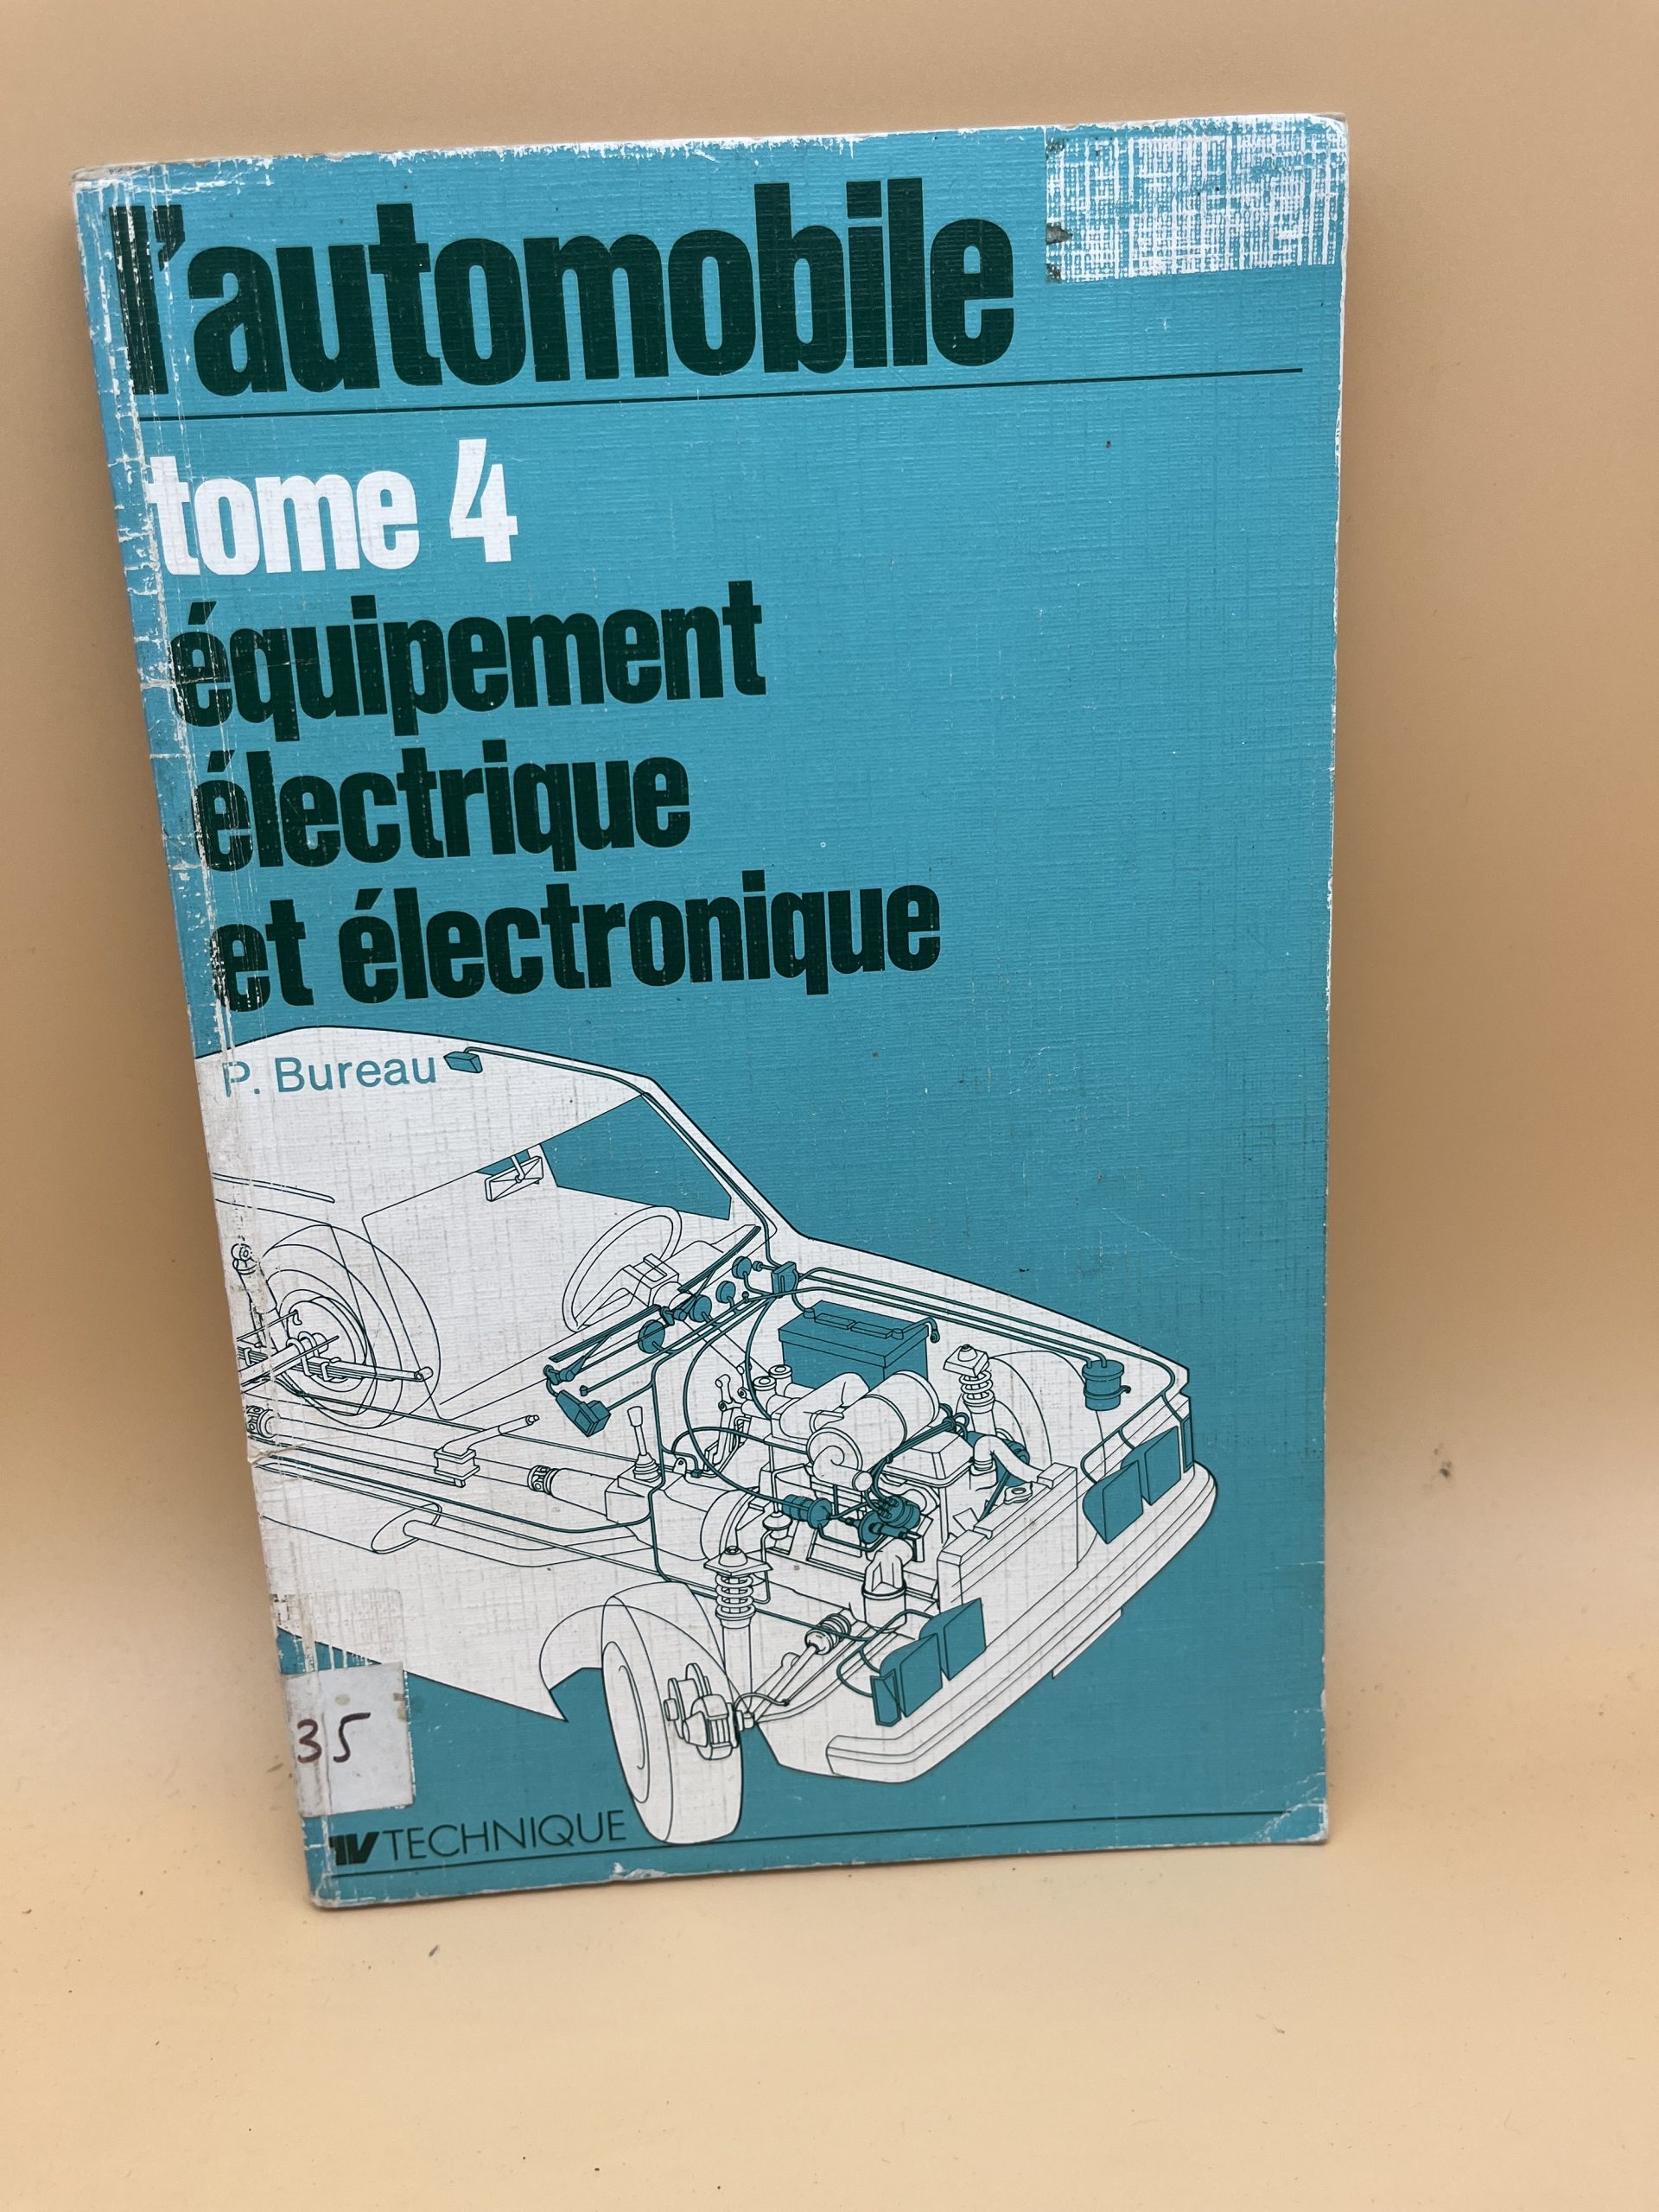 l'automobile
tome 4
équipement
électrique
et électronique
P. Bureau
35
TECHNIQUE